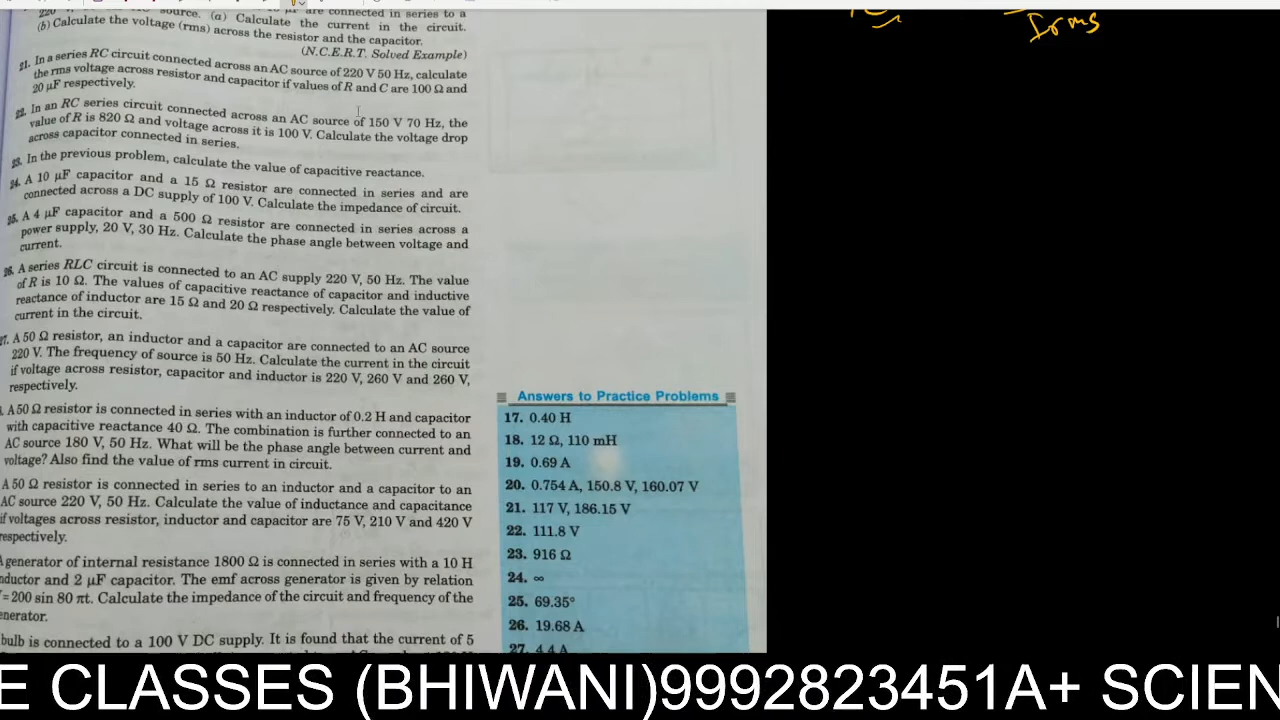 source. (a) Calculate the current in the circuit.
(b) Calculate the voltage (rms) across the resistor and the capacitor.
(N.C.E.R.T. Solved Example)
21. In a series RC circuit connected across an AC source of 220 V 50 Hz, calculate
the rms voltage across resistor and capacitor if values of R and C are 100 Ω and
20 μF respectively.
22. In an RC series circuit connected across an AC source of 150 V 70 Hz, the
value of R is 820 Ω and voltage across it is 100 V. Calculate the voltage drop
across capacitor connected in series.
23. In the previous problem, calculate the value of capacitive reactance.
24. A 10 μF capacitor and a 15 Ω resistor are connected in series and are
connected across a DC supply of 100 V. Calculate the impedance of circuit.
25. A 4 μF capacitor and a 500 Ω resistor are connected in series across a
power supply, 20 V, 30 Hz. Calculate the phase angle between voltage and
current.
26. A series RLC circuit is connected to an AC supply 220 V, 50 Hz. The value
of R is 10 Ω. The values of capacitive reactance of capacitor and inductive
reactance of inductor are 15 Ω and 20 Ω respectively. Calculate the value of
current in the circuit.
27. A 50 Ω resistor, an inductor and a capacitor are connected to an AC source
220 V. The frequency of source is 50 Hz. Calculate the current in the circuit
if voltage across resistor, capacitor and inductor is 220 V, 260 V and 260 V,
respectively.
A 50 Ω resistor is connected in series with an inductor of 0.2 H and capacitor
with capacitive reactance 40 Ω. The combination is further connected to an
AC source 180 V, 50 Hz. What will be the phase angle between current and
voltage? Also find the value of rms current in circuit.
A 50 Ω resistor is connected in series to an inductor and a capacitor to an
AC source 220 V, 50 Hz. Calculate the value of inductance and capacitance
if voltages across resistor, inductor and capacitor are 75 V, 210 V and 420 V
respectively.
A generator of internal resistance 1800 Ω is connected in series with a 10 H
nductor and 2 μF capacitor. The emf across generator is given by relation
= 200 sin 80 πt. Calculate the impedance of the circuit and frequency of the
enerator.
bulb is connected to a 100 V DC supply. It is found that the current of 5
Answers to Practice Problems
17. 0.40 H
18. 12 Ω, 110 mH
19. 0.69 A
20. 0.754 A, 150.8 V, 160.07 V
21. 117 V, 186.15 V
22. 111.8 V
23. 916 Ω
24. ∞
25. 69.35°
26. 19.68 A
27. 4.4 A
Irms
E CLASSES (BHIWANI)9992823451A+ SCIEN